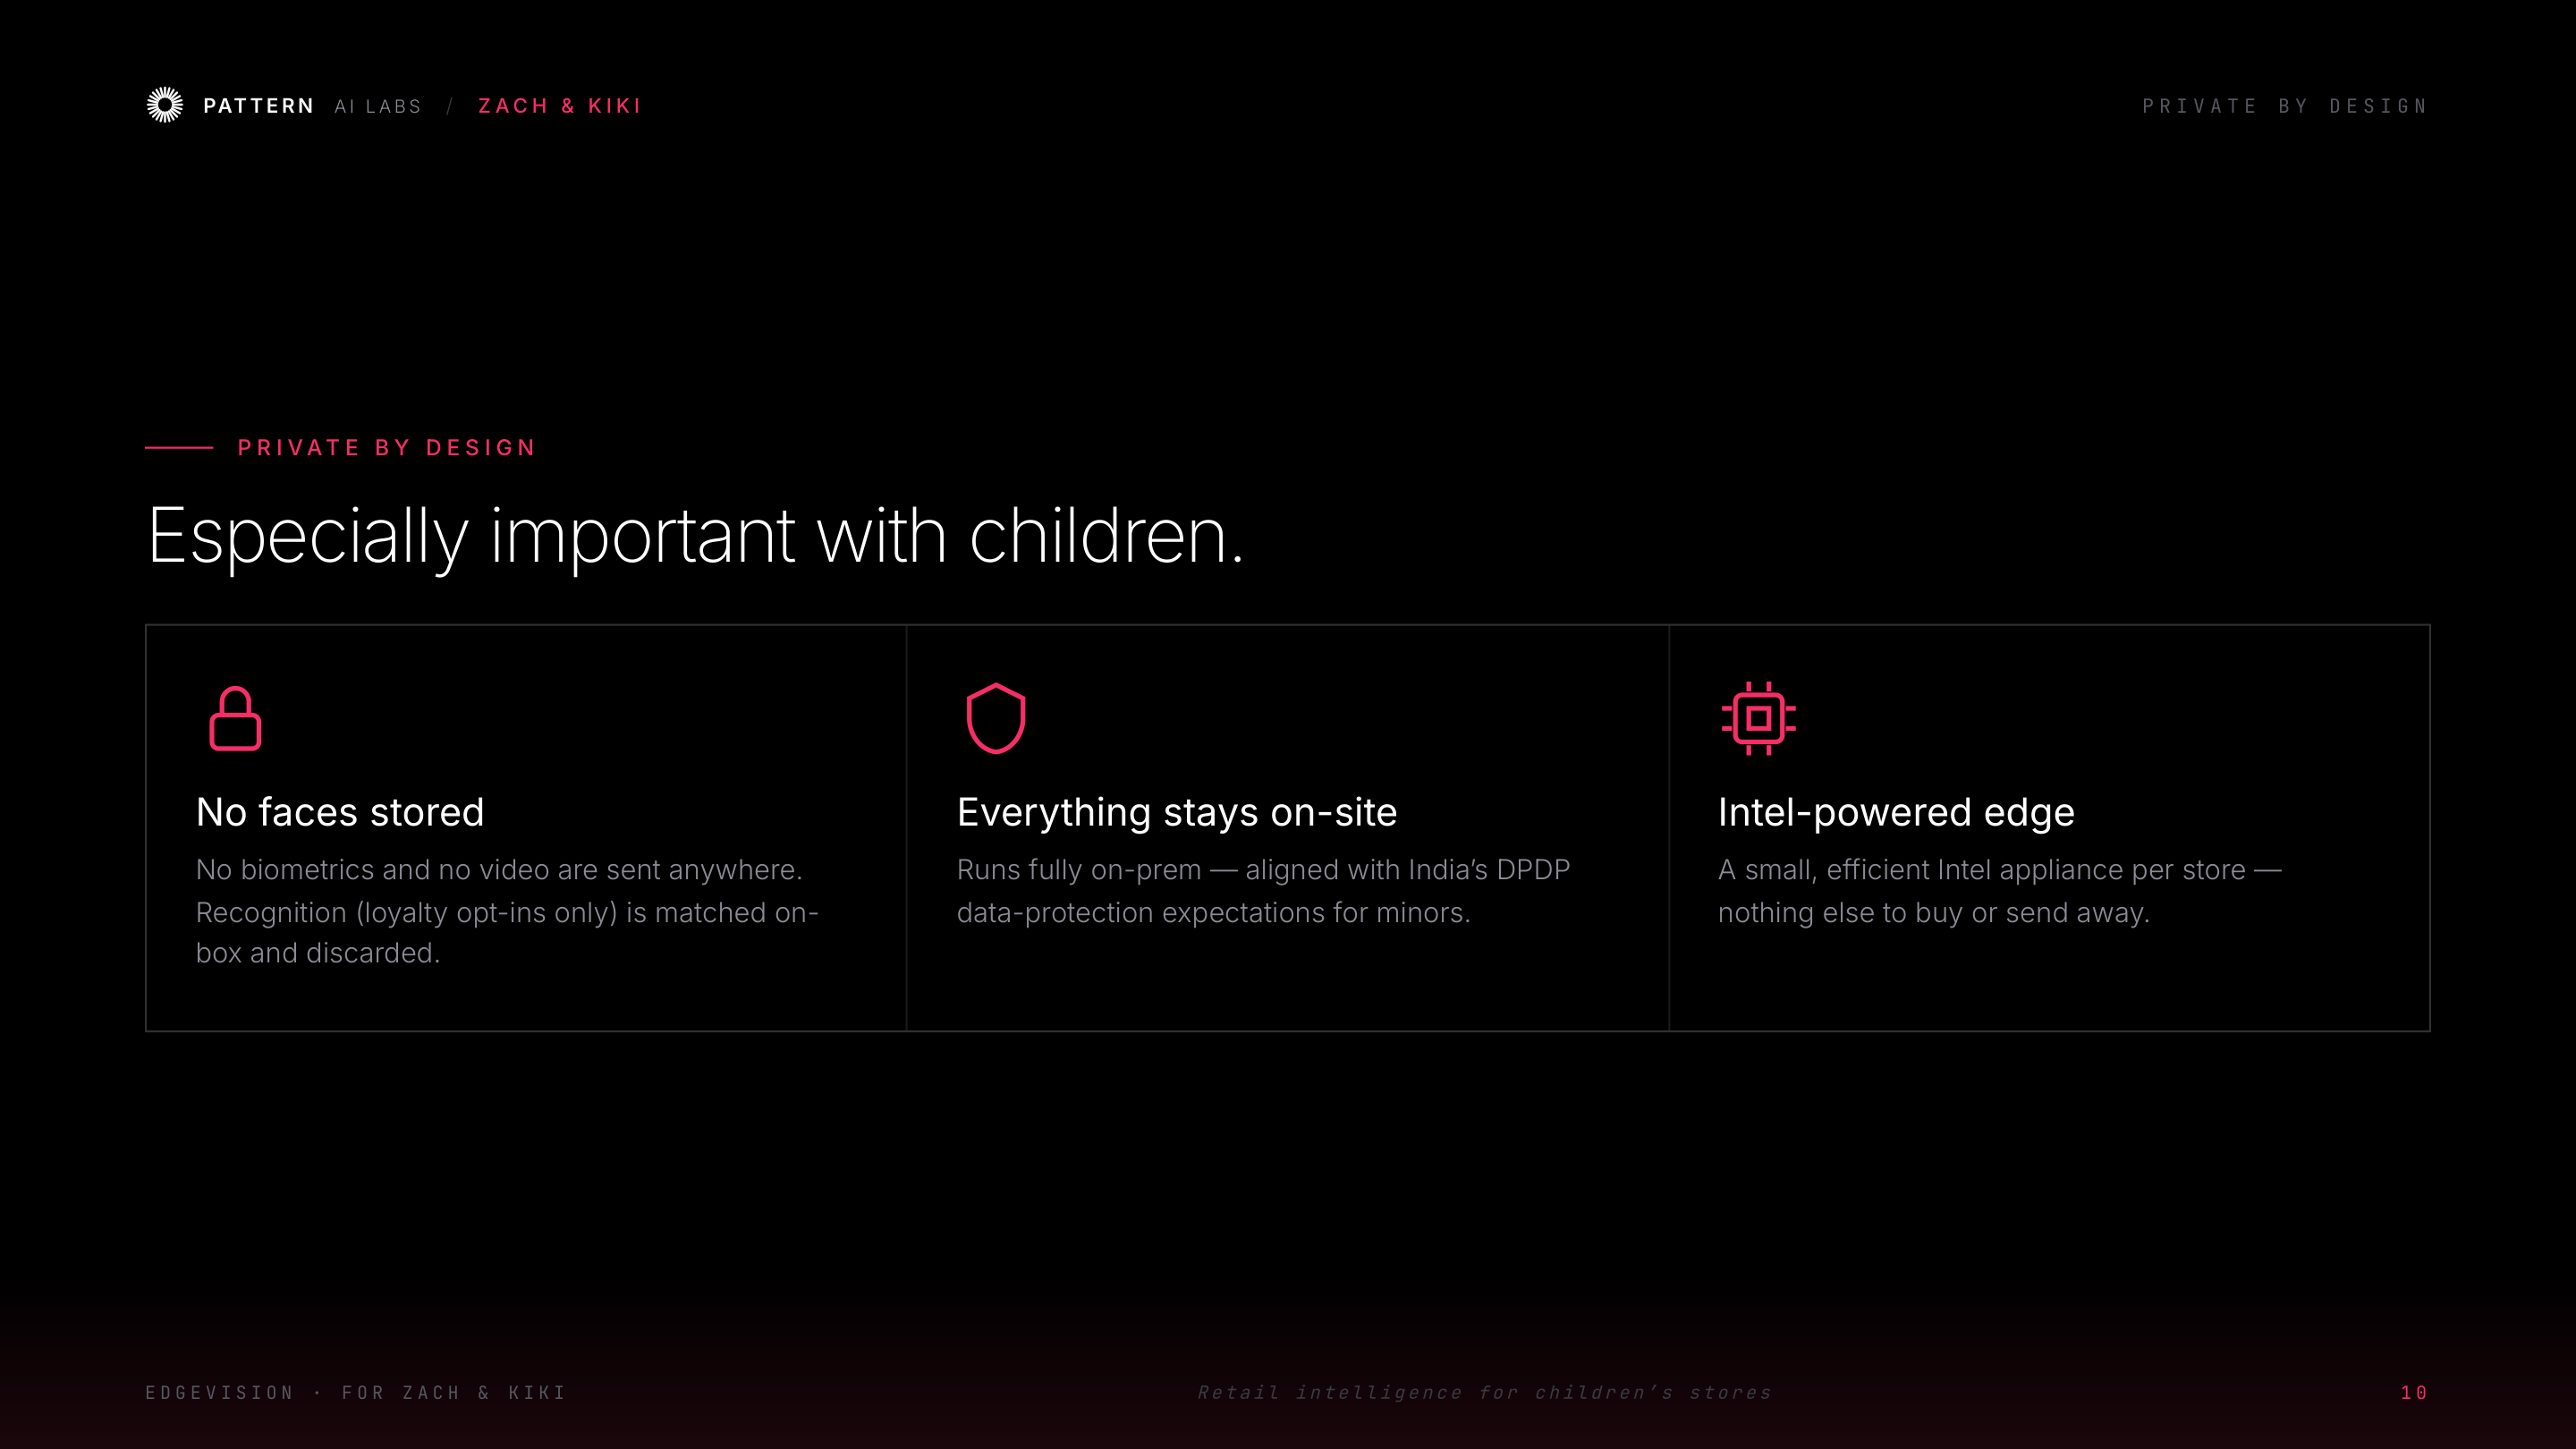 PATTERN AI LABS / ZACH & KIKI
PRIVATE BY DESIGN
PRIVATE BY DESIGN
Especially important with children.
No faces stored
No biometrics and no video are sent anywhere.
Recognition (loyalty opt-ins only) is matched on-
box and discarded.
Everything stays on-site
Runs fully on-prem — aligned with India’s DPDP
data-protection expectations for minors.
Intel-powered edge
A small, efficient Intel appliance per store —
nothing else to buy or send away.
EDGEVISION · FOR ZACH & KIKI
Retail intelligence for children’s stores
10